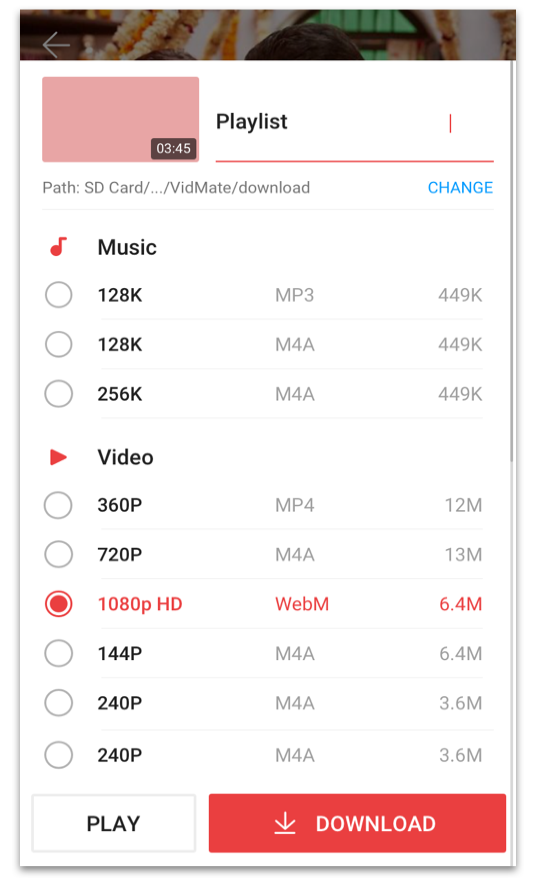 Playlist
03:45
Path: SD Card/.../VidMate/download CHANGE
Music
128K MP3 449K
128K M4A 449K
256K M4A 449K
Video
360P MP4 12M
720P M4A 13M
1080p HD WebM 6.4M
144P M4A 6.4M
240P M4A 3.6M
240P M4A 3.6M
PLAY DOWNLOAD